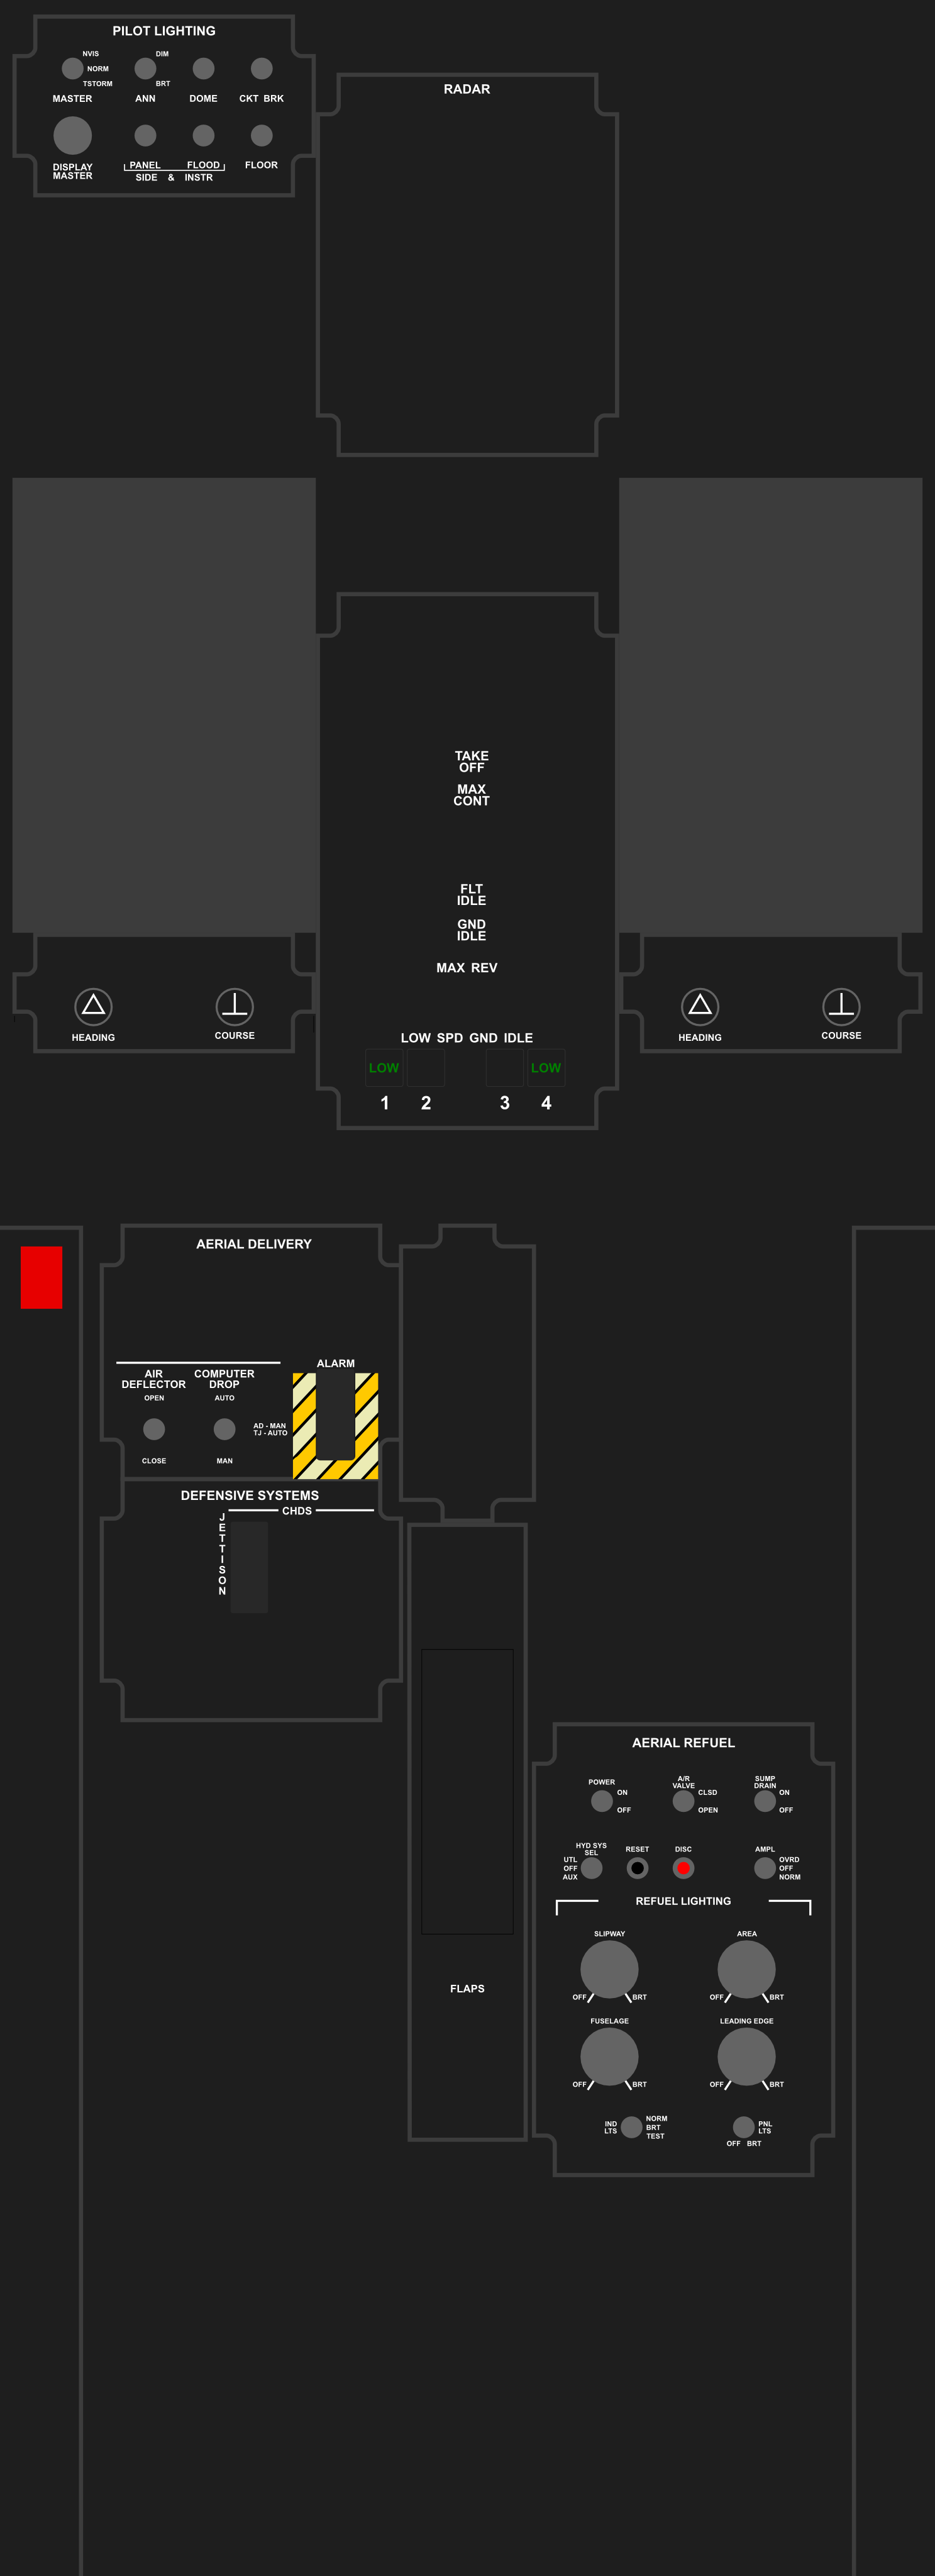 PILOT LIGHTING
NVIS
NORM
TSTORM
DIM
BRT
MASTER
ANN
DOME
CKT BRK
DISPLAY
MASTER
PANEL
FLOOD
FLOOR
SIDE & INSTR
RADAR
TAKE
OFF
MAX
CONT
FLT
IDLE
GND
IDLE
MAX REV
HEADING
COURSE
HEADING
COURSE
LOW SPD GND IDLE
LOW
LOW
1 2 3 4
AERIAL DELIVERY
ALARM
AIR
DEFLECTOR
COMPUTER
DROP
OPEN
AUTO
AD - MAN
TJ - AUTO
CLOSE
MAN
DEFENSIVE SYSTEMS
CHDS
JETTISON
FLAPS
AERIAL REFUEL
POWER
ON
OFF
A/R
VALVE
CLSD
OPEN
SUMP
DRAIN
ON
OFF
HYD SYS
SEL
UTL
OFF
AUX
RESET
DISC
AMPL
OVRD
OFF
NORM
REFUEL LIGHTING
SLIPWAY
OFF
BRT
AREA
OFF
BRT
FUSELAGE
OFF
BRT
LEADING EDGE
OFF
BRT
IND
LTS
NORM
BRT
TEST
PNL
LTS
OFF BRT